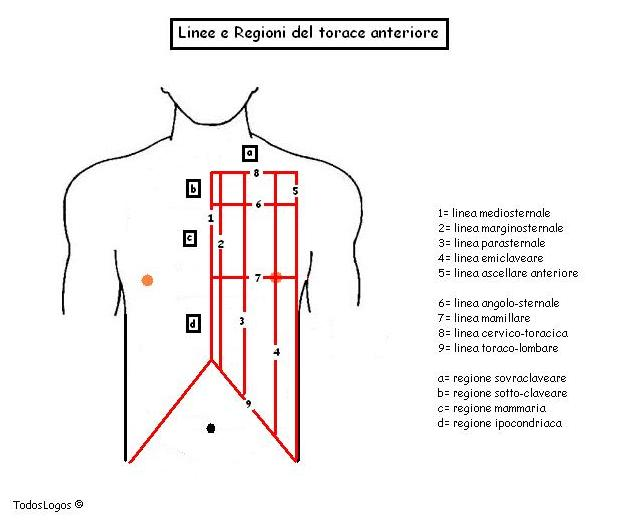 Linee e Regioni del torace anteriore
a
8
b
5
6
1
c
2
7
3
d
4
9
1= linea mediosternale
2= linea marginosternale
3= linea parasternale
4= linea emiclaveare
5= linea ascellare anteriore
6= linea angolo-sternale
7= linea mamillare
8= linea cervico-toracica
9= linea toraco-lombare
a= regione sovraclaveare
b= regione sotto-claveare
c= regione mammaria
d= regione ipocondriaca
TodosLogos ©